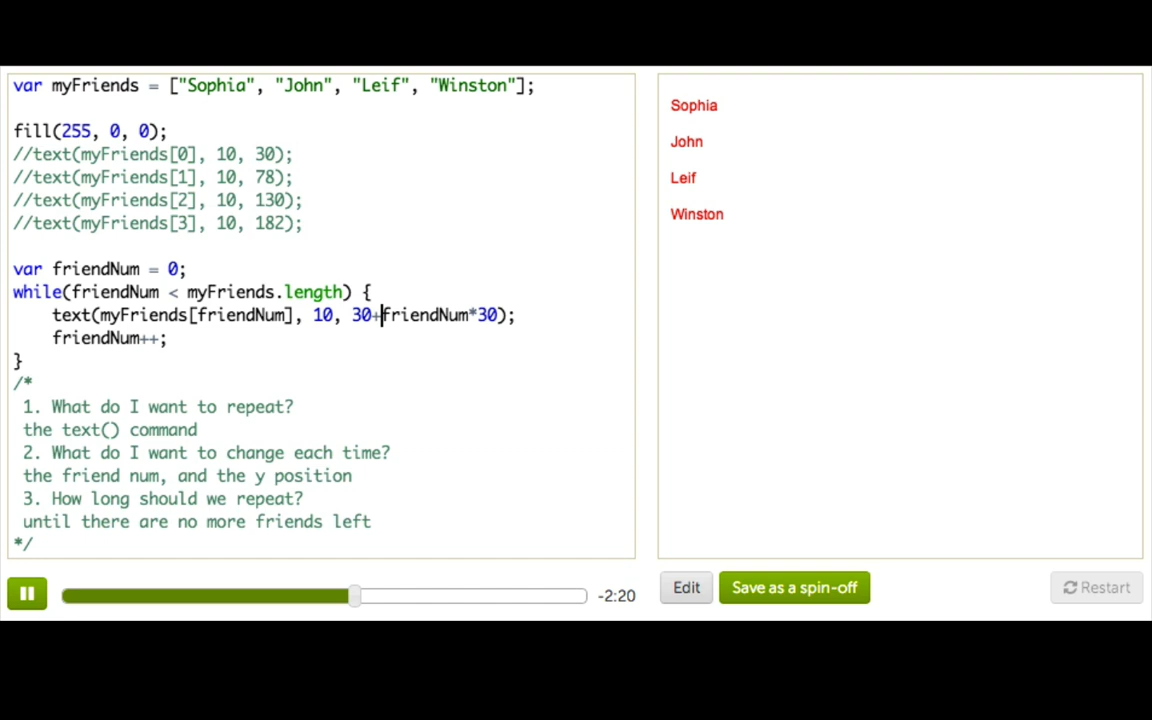 var myFriends = ["Sophia", "John", "Leif", "Winston"];
fill(255, 0, 0);
//text(myFriends[0], 10, 30);
//text(myFriends[1], 10, 78);
//text(myFriends[2], 10, 130);
//text(myFriends[3], 10, 182);
var friendNum = 0;
while(friendNum < myFriends.length) {
text(myFriends[friendNum], 10, 30+friendNum*30);
friendNum++;
}
/*
1. What do I want to repeat?
the text() command
2. What do I want to change each time?
the friend num, and the y position
3. How long should we repeat?
until there are no more friends left
*/
Sophia
John
Leif
Winston
-2:20
Edit
Save as a spin-off
Restart